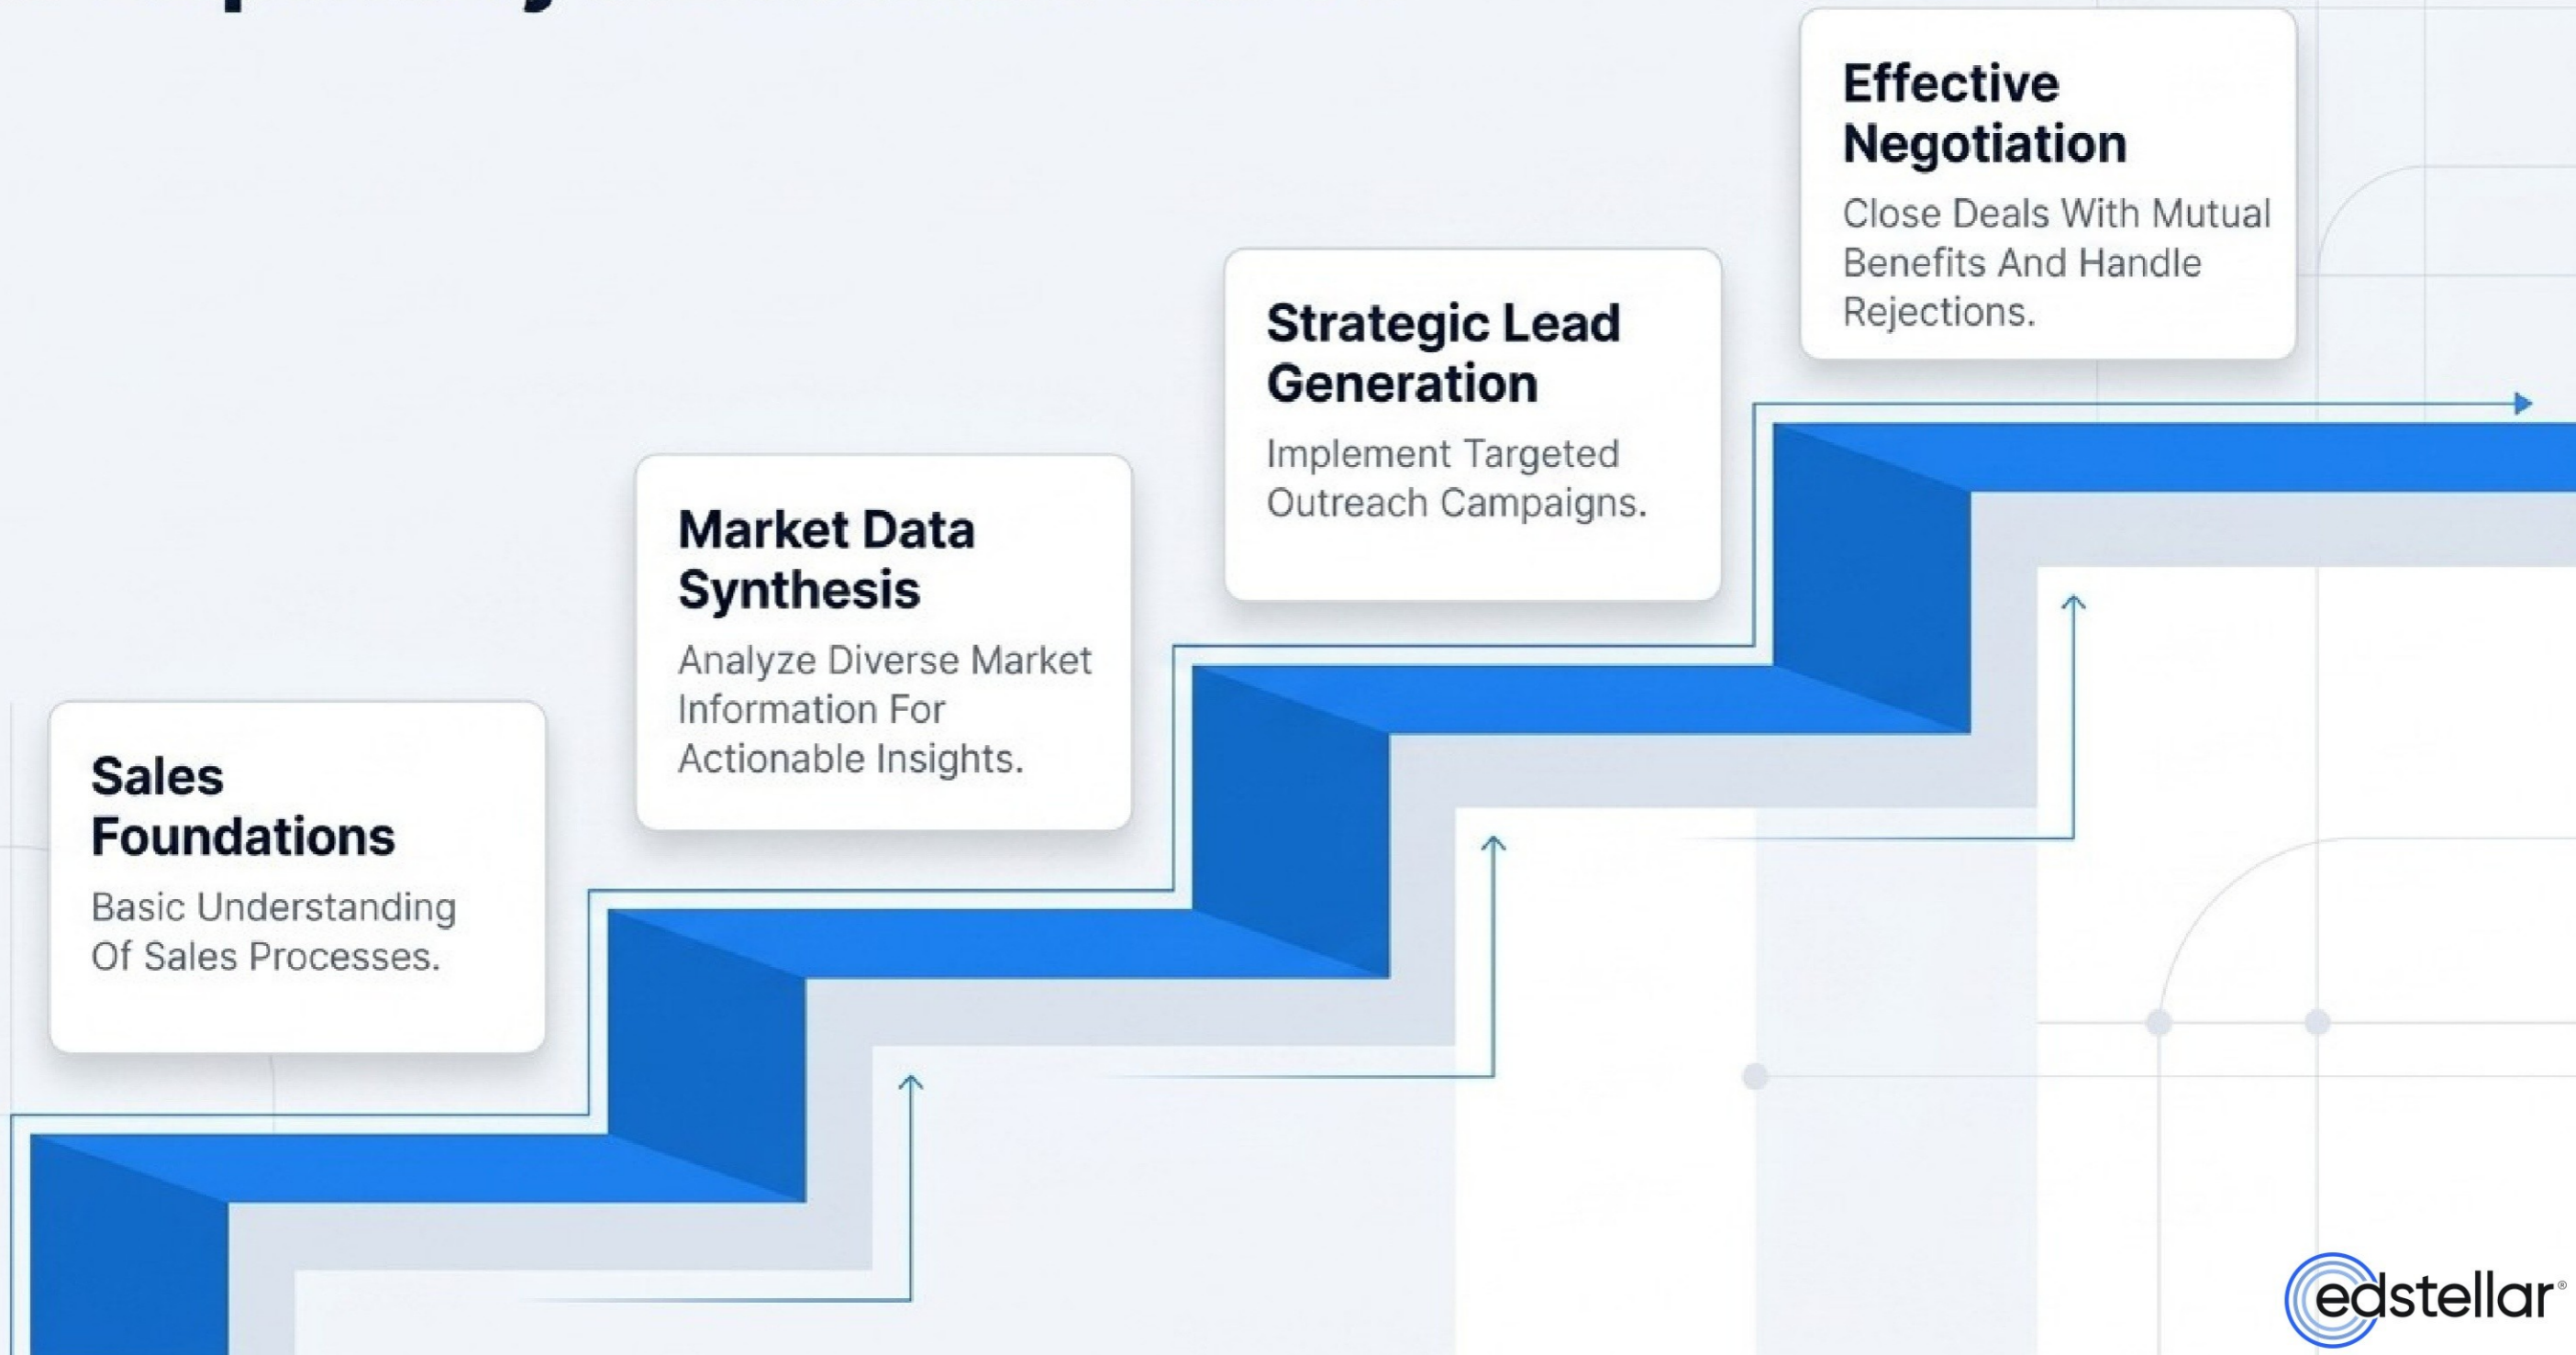 Sales
Foundations
Basic Understanding
Of Sales Processes.
Market Data
Synthesis
Analyze Diverse Market
Information For
Actionable Insights.
Strategic Lead
Generation
Implement Targeted
Outreach Campaigns.
Effective
Negotiation
Close Deals With Mutual
Benefits And Handle
Rejections.
edstellar®